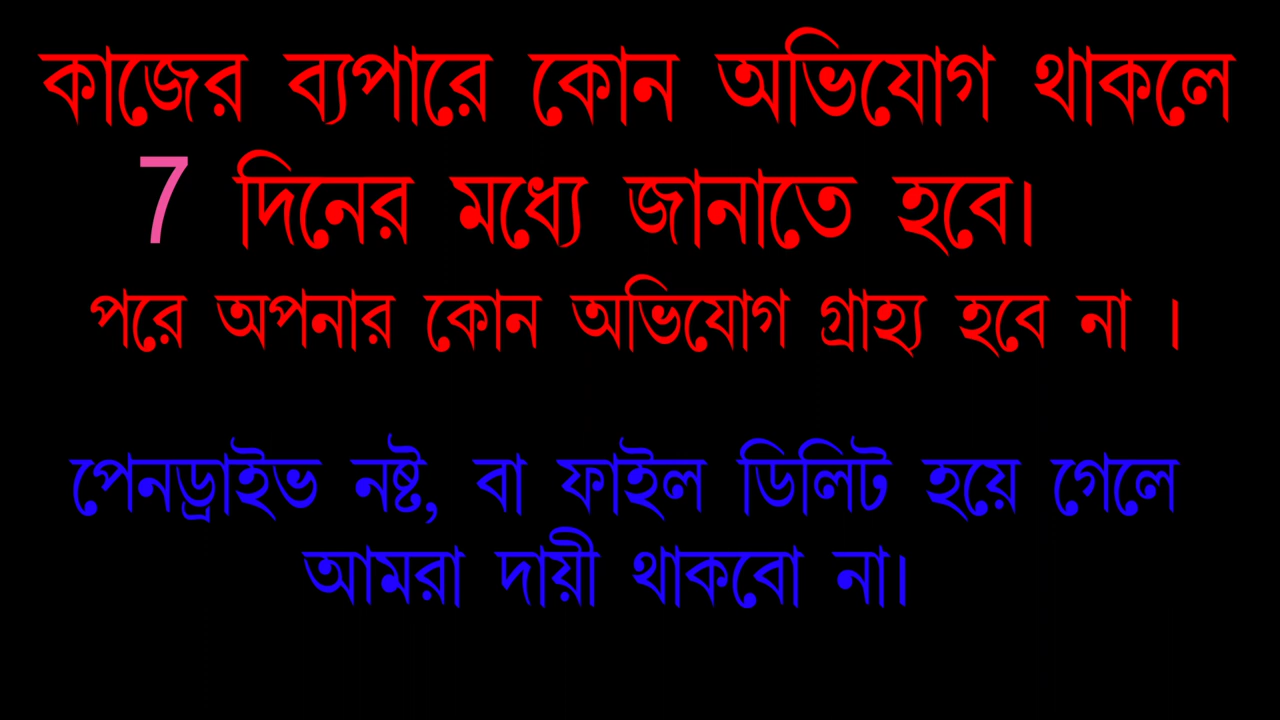 কাজের ব্যপারে কোন অভিযোগ থাকলে
7 দিনের মধ্যে জানাতে হবে।
পরে অপনার কোন অভিযোগ গ্রাহ্য হবে না ।
পেনড্রাইভ নষ্ট, বা ফাইল ডিলিট হয়ে গেলে
আমরা দায়ী থাকবো না।